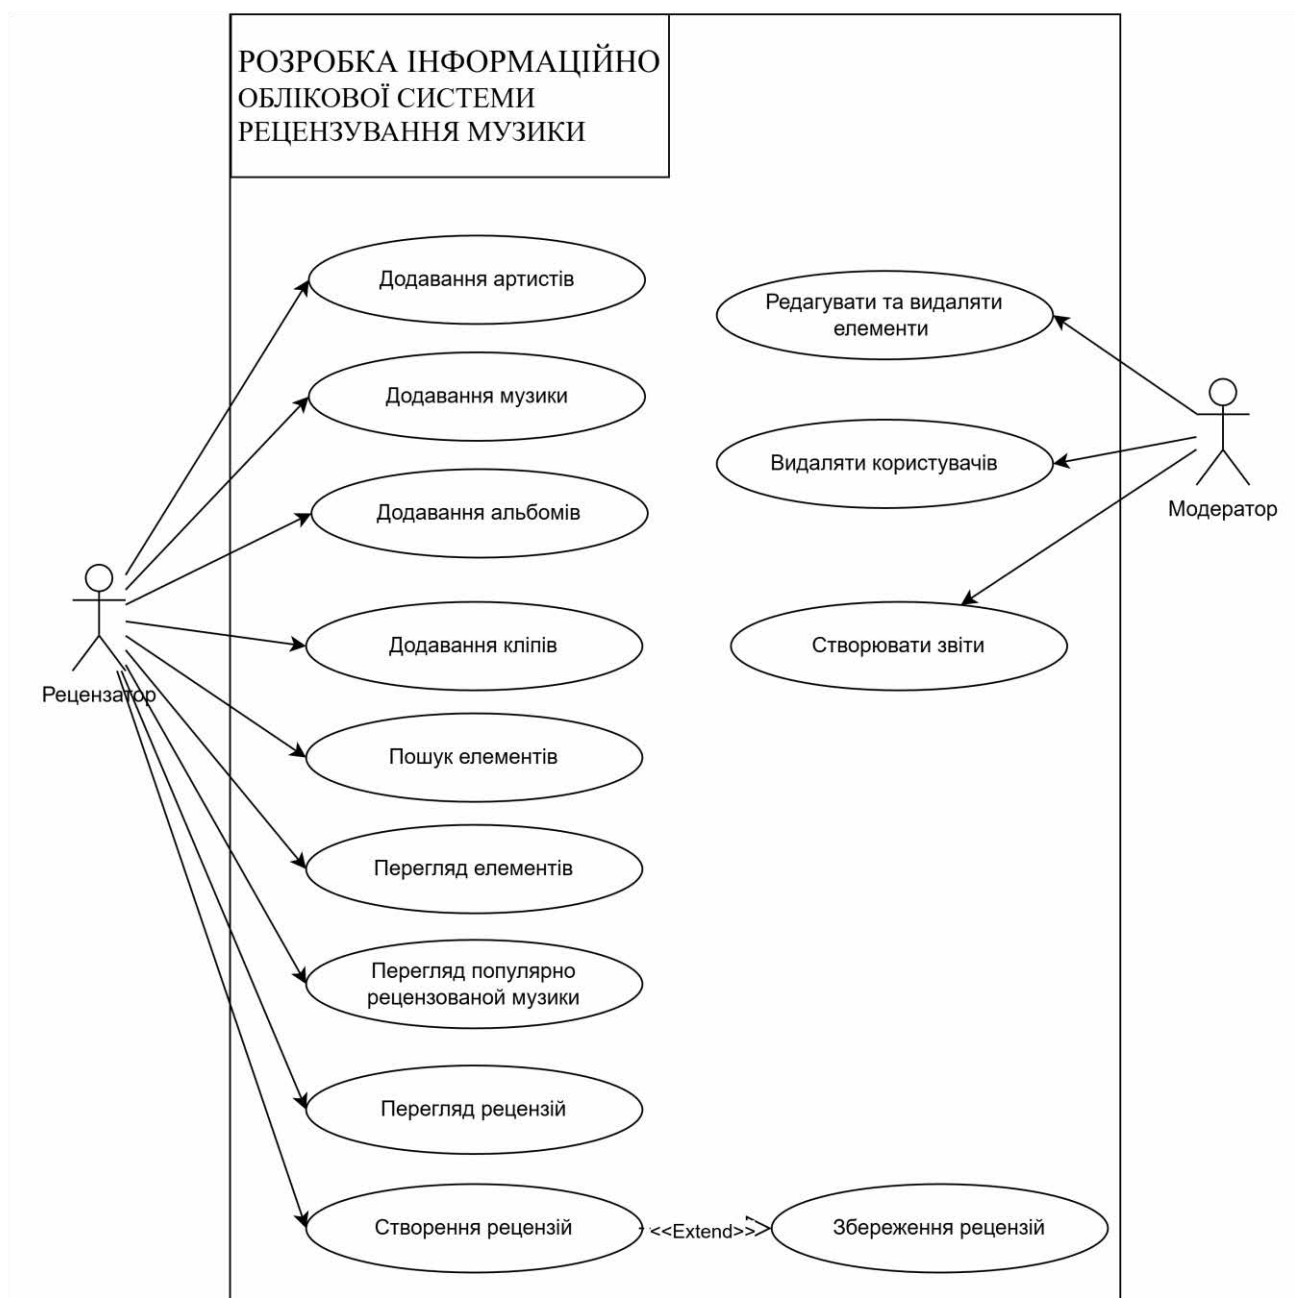 РОЗРОБКА ІНФОРМАЦІЙНО
ОБЛІКОВОЇ СИСТЕМИ
РЕЦЕНЗУВАННЯ МУЗИКИ
Додавання артистів
Додавання музики
Додавання альбомів
Додавання кліпів
Пошук елементів
Перегляд елементів
Перегляд популярно
рецензованой музики
Перегляд рецензій
Створення рецензій
<<Extend>>
Збереження рецензій
Рецензатор
Редагувати та видаляти
елементи
Видаляти користувачів
Створювати звіти
Модератор